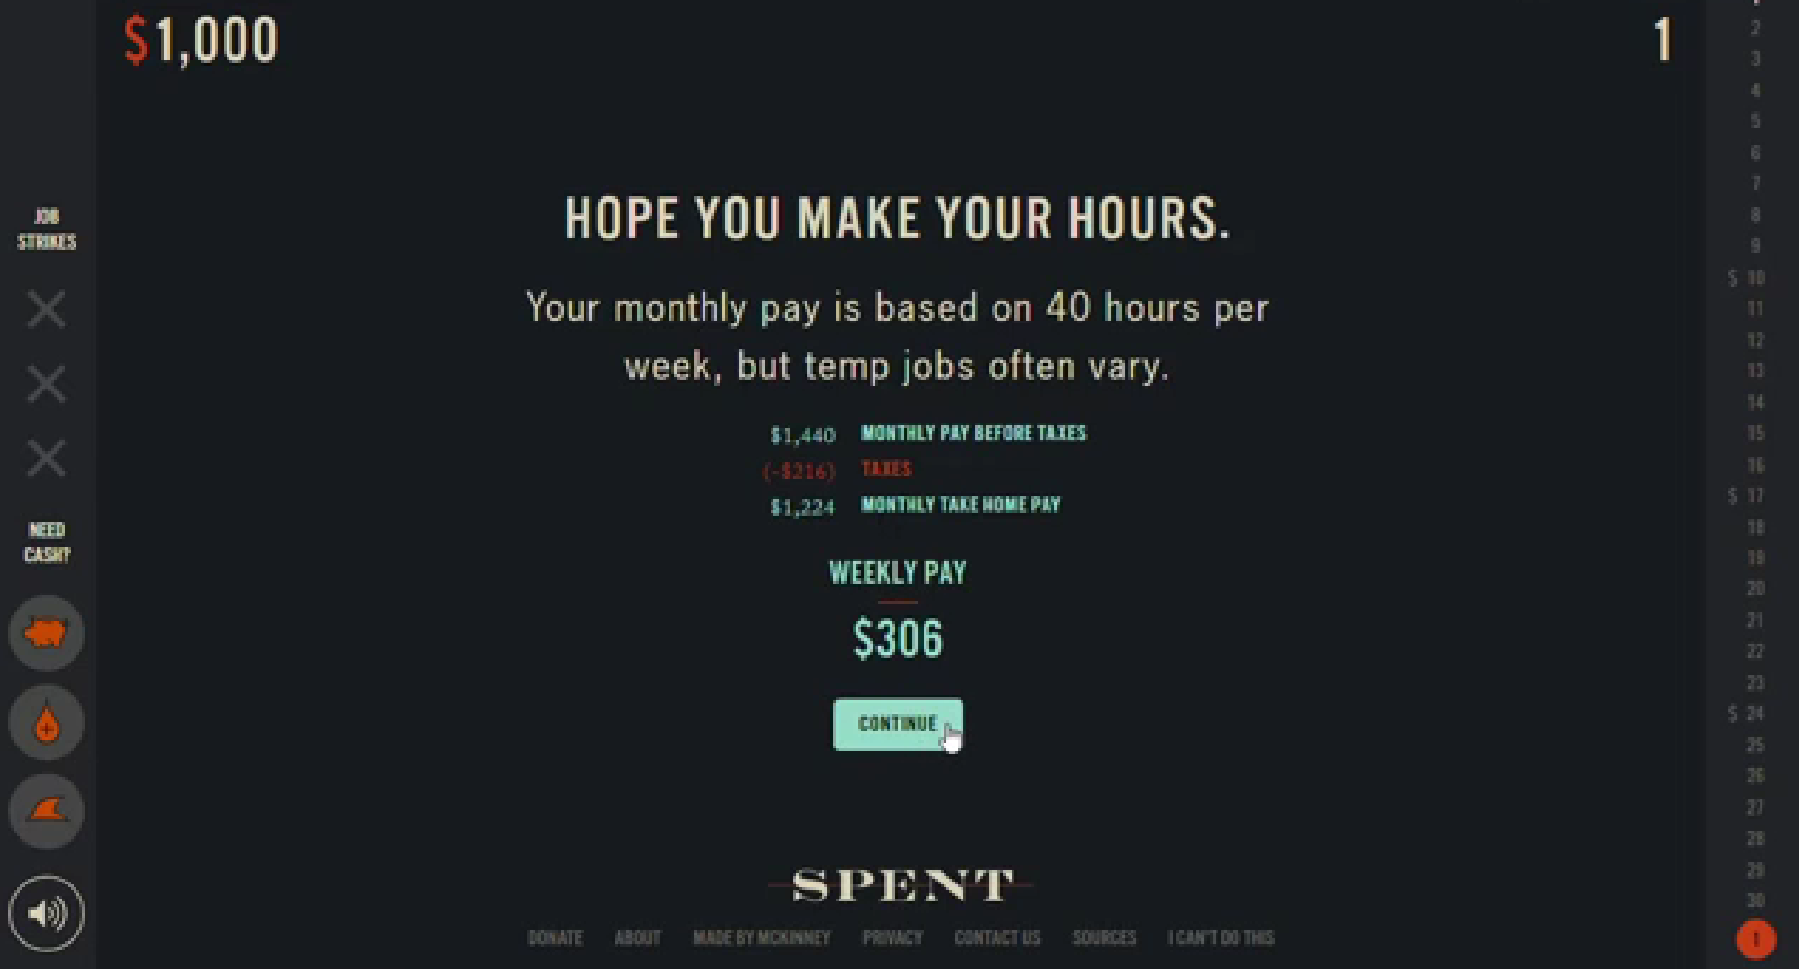 $1,000
1
JOB
STRIKES
NEED
CASH?
HOPE YOU MAKE YOUR HOURS.
Your monthly pay is based on 40 hours per
week, but temp jobs often vary.
$1,440 MONTHLY PAY BEFORE TAXES
(-$216) TAXES
$1,224 MONTHLY TAKE HOME PAY
WEEKLY PAY
$306
CONTINUE
SPENT
DONATE ABOUT MADE BY MCKINNEY PRIVACY CONTACT US SOURCES I CAN'T DO THIS
2
3
4
5
6
7
8
9
$ 10
11
12
13
14
15
16
$ 17
18
19
20
21
22
23
$ 24
25
26
27
28
29
30
1